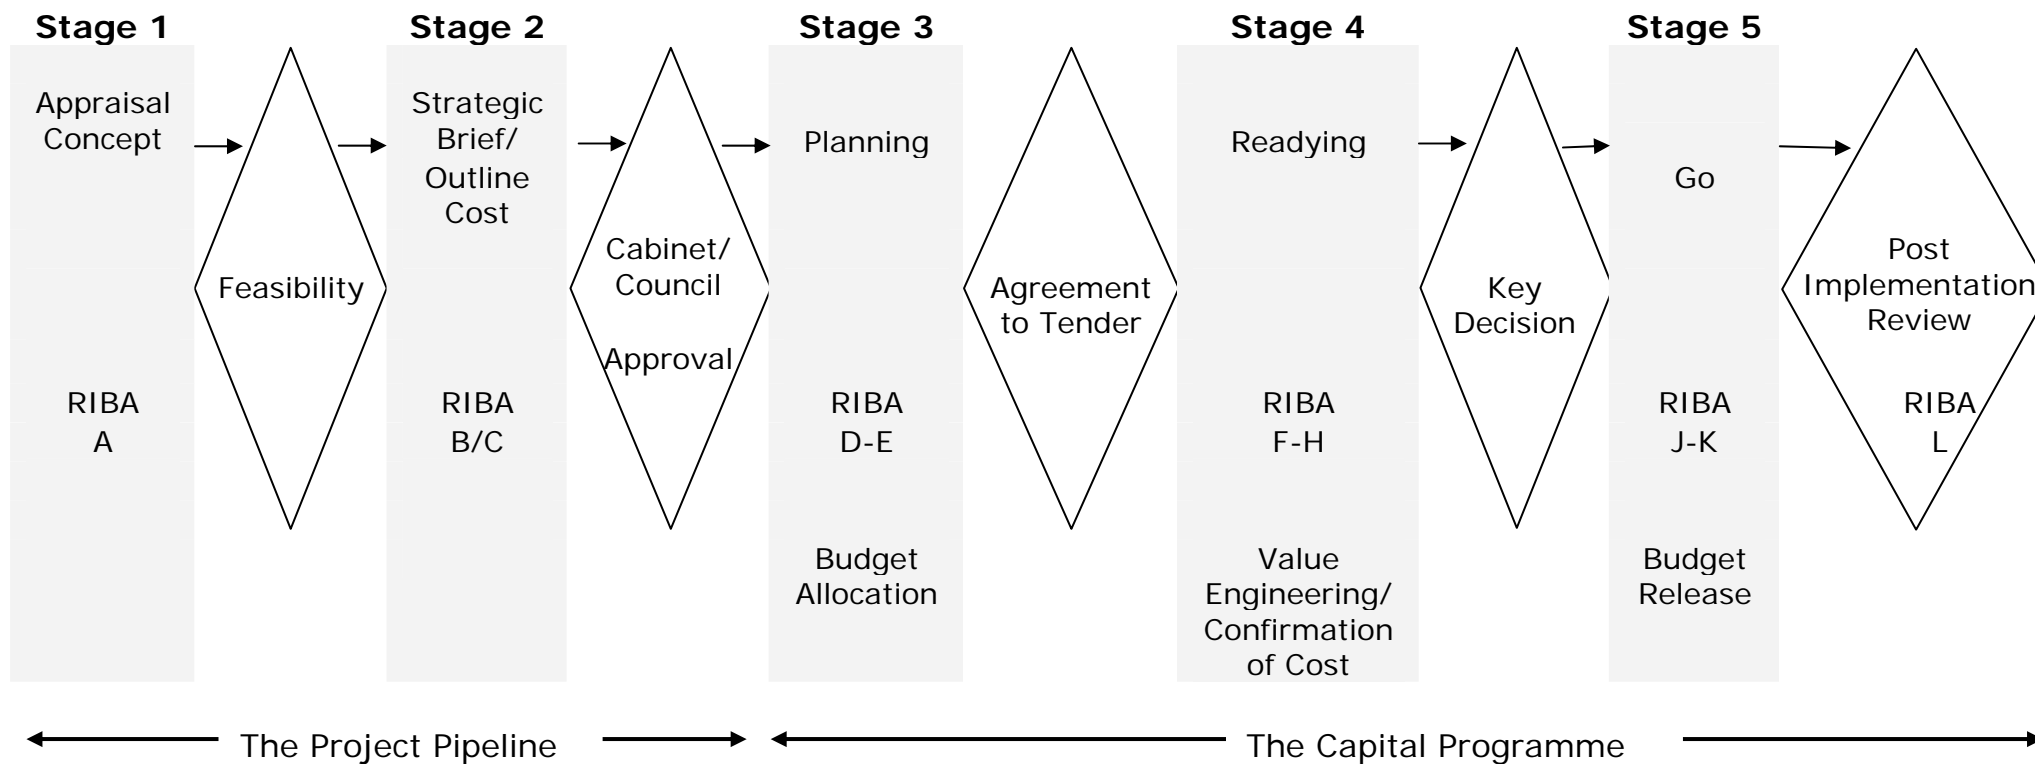 Stage 1
Stage 2
Stage 3
Stage 4
Stage 5
Appraisal
Concept
RIBA
A
Feasibility
Strategic
Brief/
Outline
Cost
RIBA
B/C
Cabinet/
Council
Approval
Planning
RIBA
D-E
Budget
Allocation
Agreement
to Tender
Readying
RIBA
F-H
Value
Engineering/
Confirmation
of Cost
Key
Decision
Go
RIBA
J-K
Budget
Release
Post
Implementation
Review
RIBA
L
The Project Pipeline
The Capital Programme